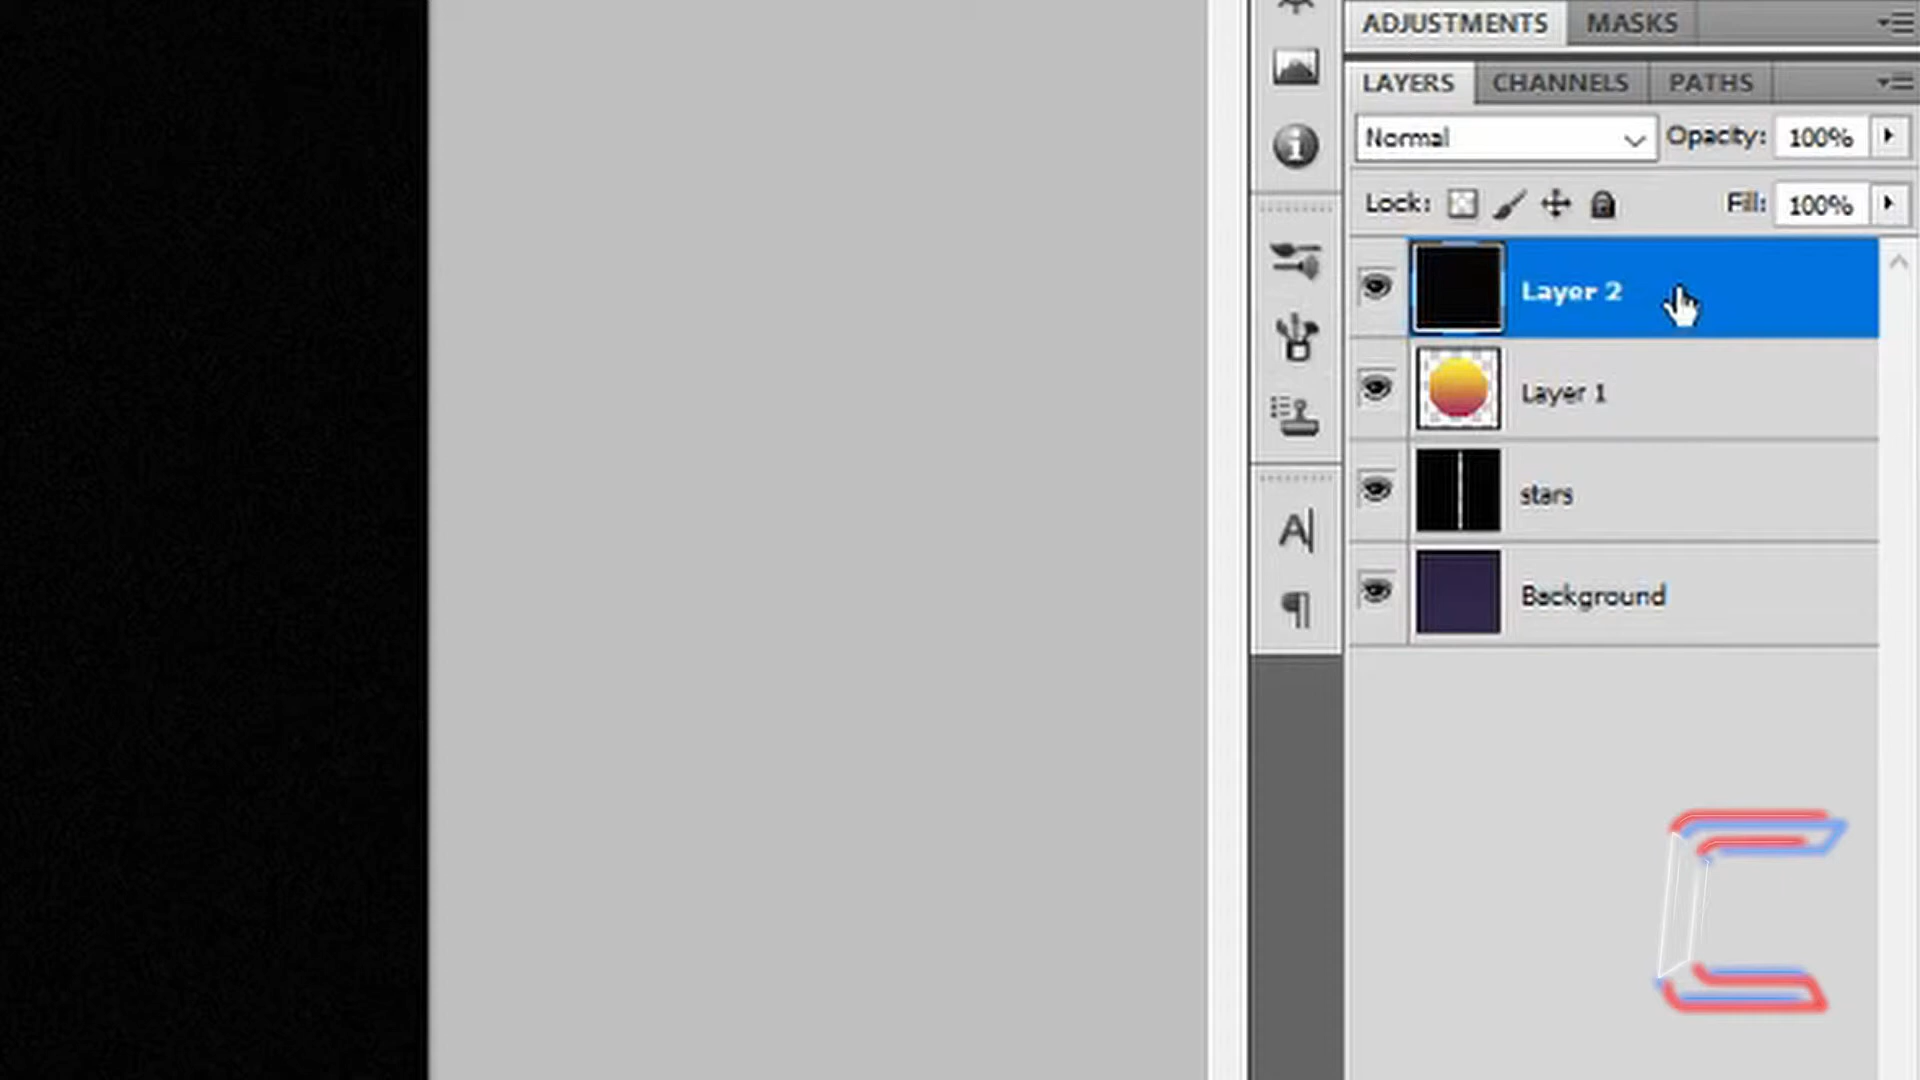 ADJUSTMENTS MASKS
LAYERS CHANNELS PATHS
Normal Opacity: 100%
Lock: Fill: 100%
Layer 2
Layer 1
stars
Background